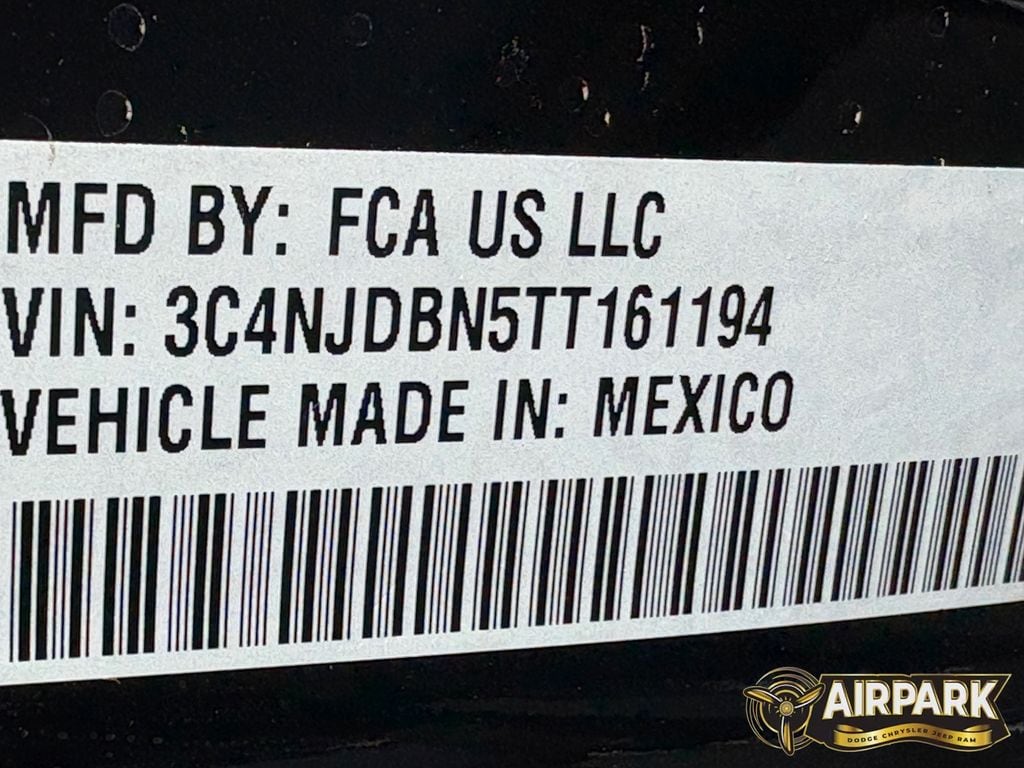 MFD BY: FCA US LLC
VIN: 3C4NJDBN5TT161194
VEHICLE MADE IN: MEXICO
AIRPARK
DODGE CHRYSLER JEEP RAM